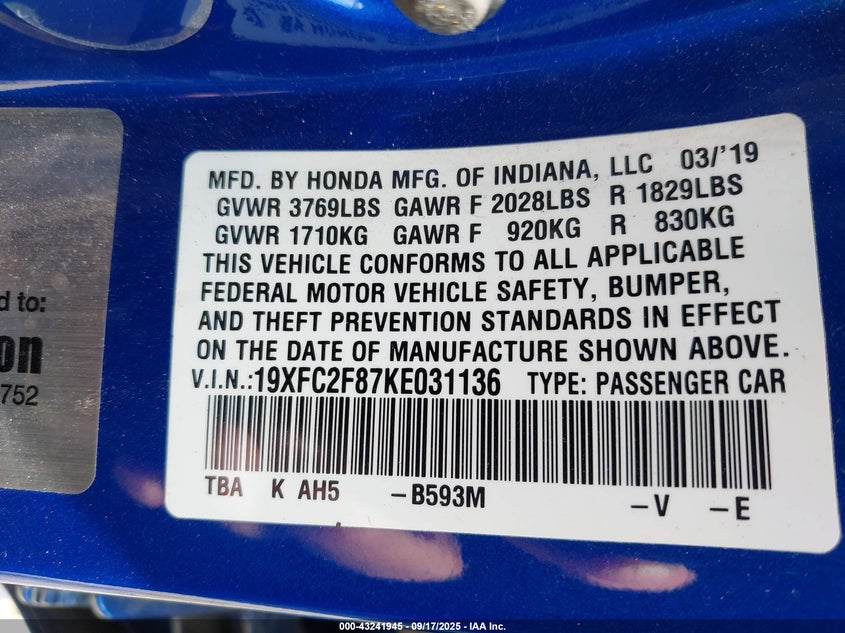 MFD. BY HONDA MFG. OF INDIANA, LLC 03/'19
GVWR 3769LBS GAWR F 2028LBS R 1829LBS
GVWR 1710KG GAWR F 920KG R 830KG
THIS VEHICLE CONFORMS TO ALL APPLICABLE
FEDERAL MOTOR VEHICLE SAFETY, BUMPER,
AND THEFT PREVENTION STANDARDS IN EFFECT
ON THE DATE OF MANUFACTURE SHOWN ABOVE.
V.I.N.:19XFC2F87KE031136 TYPE: PASSENGER CAR
TBA K AH5 -B593M -V -E
to:
752
000-43241945 - 09/17/2025 - IAA Inc.